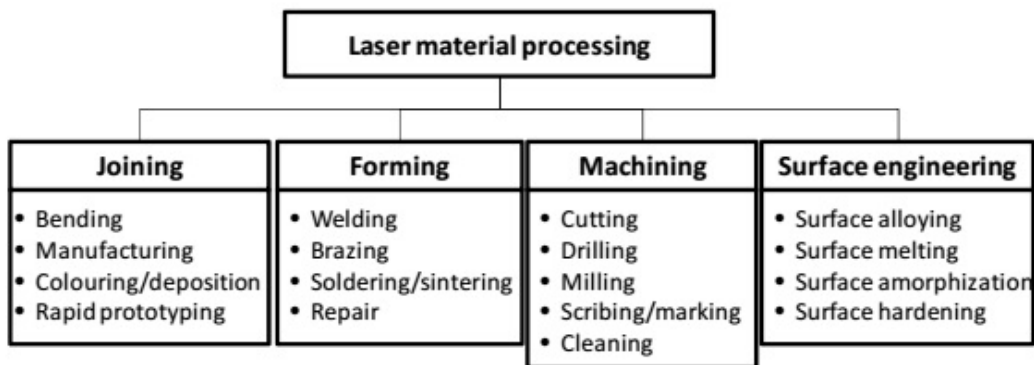 Laser material processing
Joining
• Bending
• Manufacturing
• Colouring/deposition
• Rapid prototyping
Forming
• Welding
• Brazing
• Soldering/sintering
• Repair
Machining
• Cutting
• Drilling
• Milling
• Scribing/marking
• Cleaning
Surface engineering
• Surface alloying
• Surface melting
• Surface amorphization
• Surface hardening